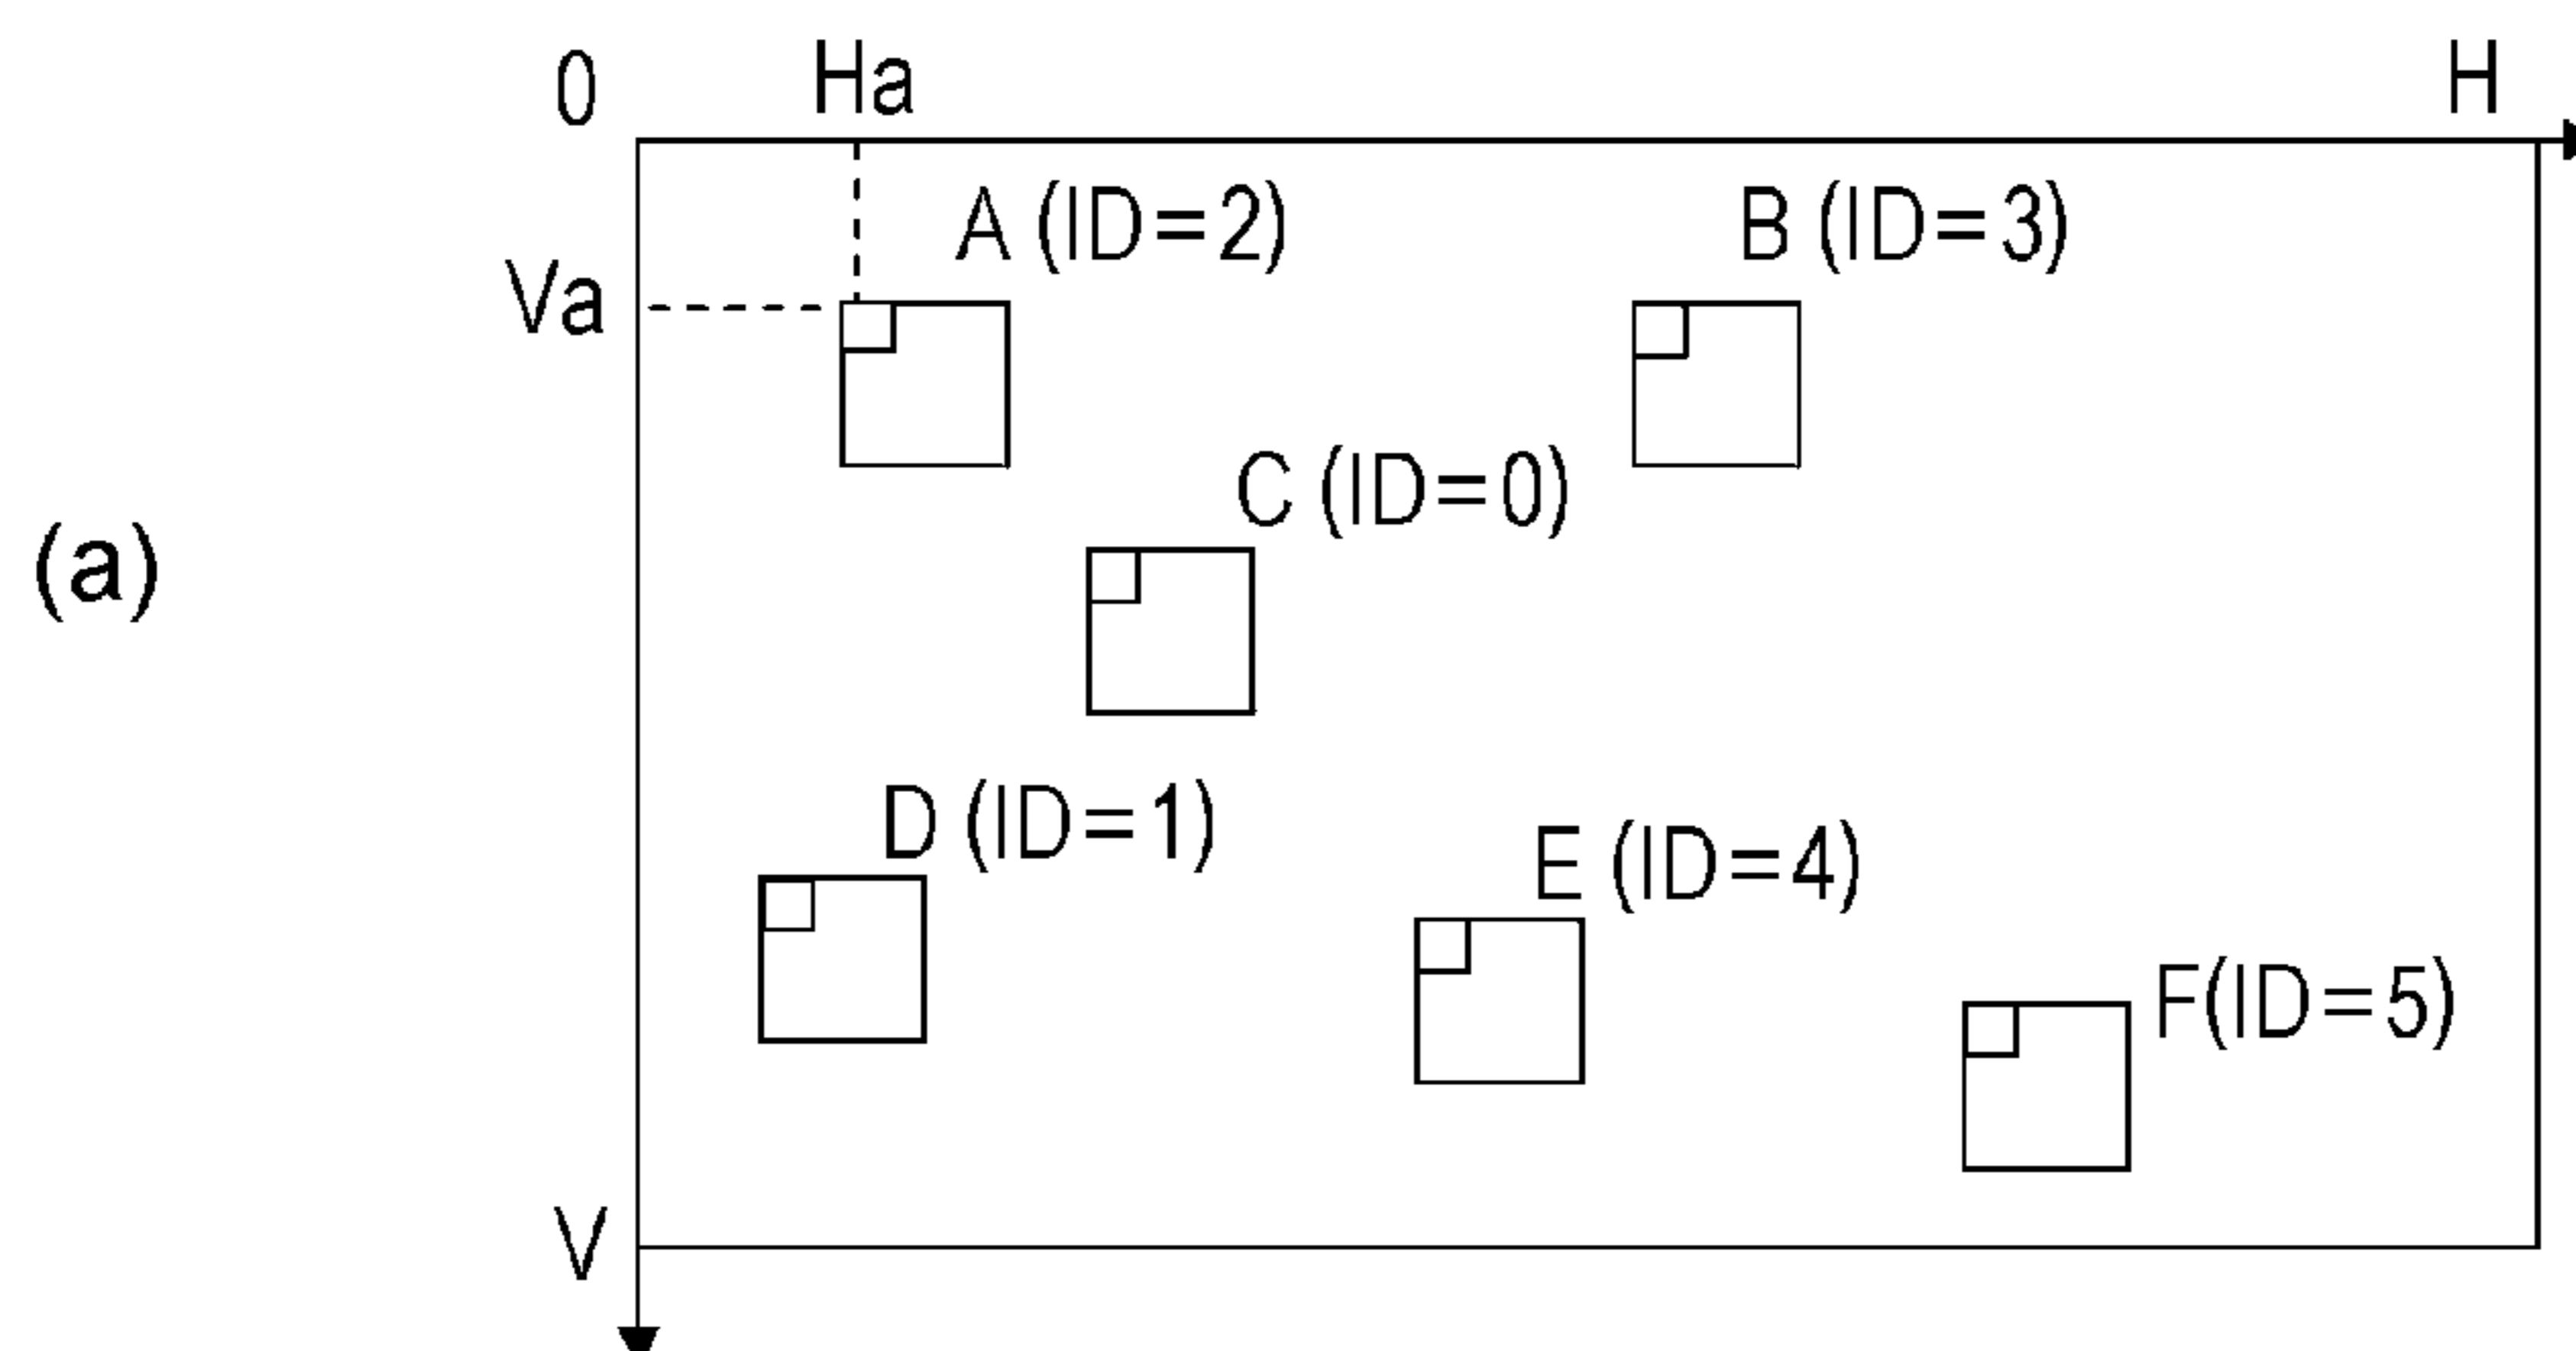 0 Ha H
A (ID=2) B (ID=3)
Va
C (ID=0)
(a)
D (ID=1) E (ID=4)
F(ID=5)
V